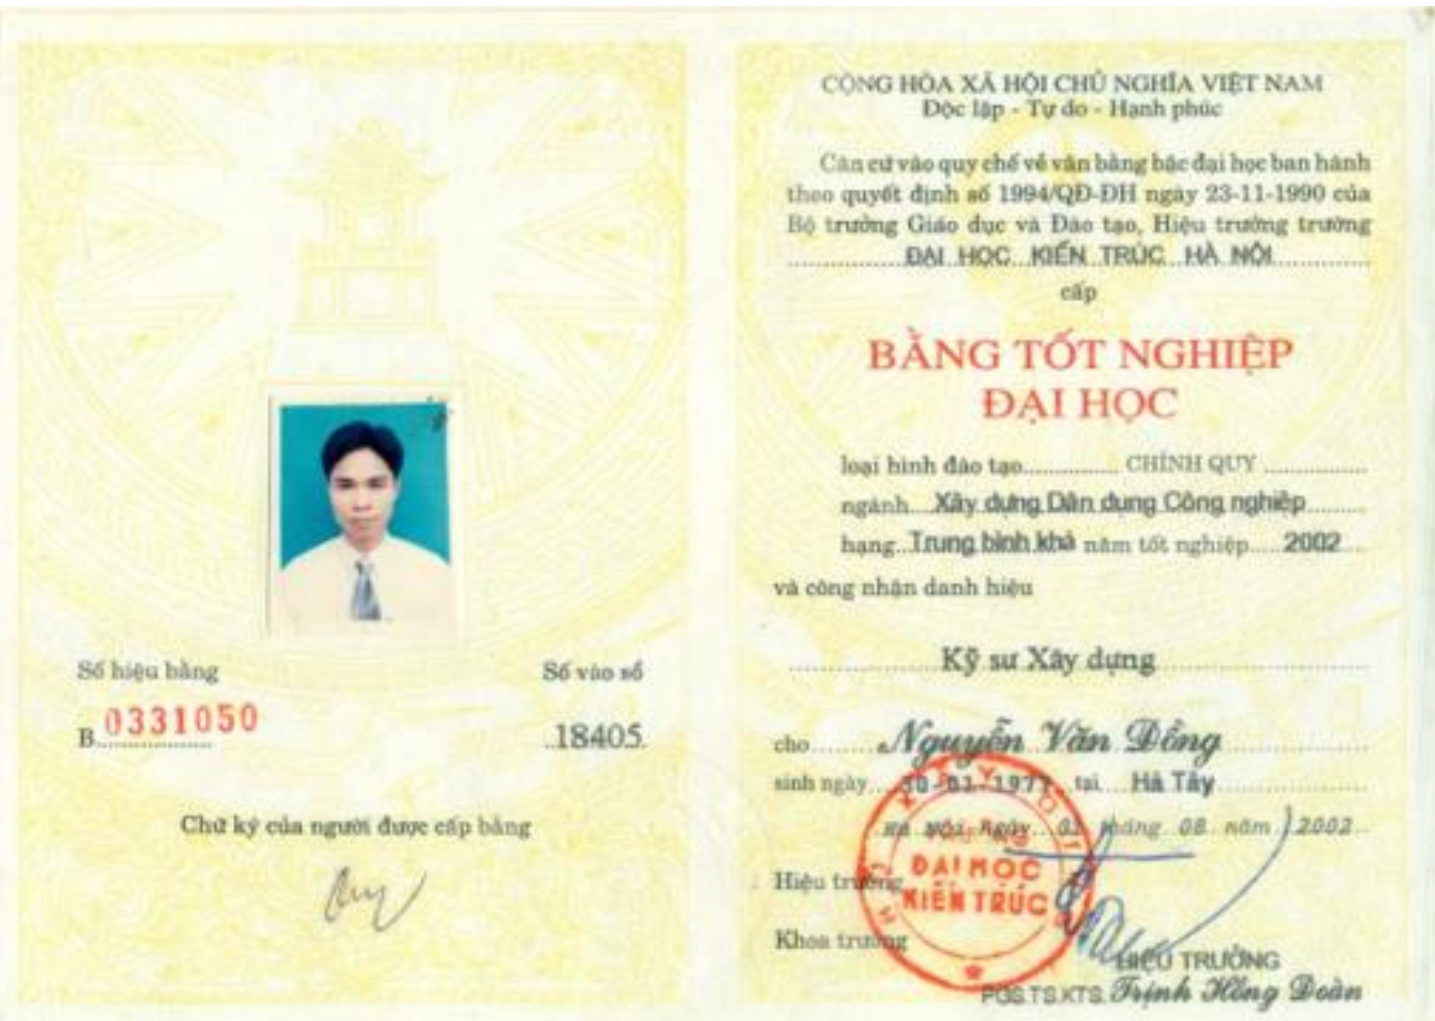 Số hiệu bằng
B 0331050
Số vào sổ
18405
Chữ ký của người được cấp bằng
CỘNG HÒA XÃ HỘI CHỦ NGHĨA VIỆT NAM
Độc lập - Tự do - Hạnh phúc
Căn cứ vào quy chế về văn bằng bậc đại học ban hành
theo quyết định số 1994/QĐ-ĐH ngày 23-11-1990 của
Bộ trưởng Giáo dục và Đào tạo, Hiệu trưởng trường
ĐẠI HỌC KIẾN TRÚC HÀ NỘI
cấp
BẰNG TỐT NGHIỆP
ĐẠI HỌC
loại hình đào tạo CHÍNH QUY
ngành Xây dựng Dân dụng Công nghiệp
hạng Trung bình khá năm tốt nghiệp 2002
và công nhận danh hiệu
Kỹ sư Xây dựng
cho Nguyễn Văn Đồng
sinh ngày 1977 tại Hà Tây
Hà Nội ngày 02 tháng 08 năm 2002
Hiệu trưởng
ĐẠI HỌC
KIẾN TRÚC
Khoa trưởng
HIỆU TRƯỞNG
PGS.TS.KTS. Trịnh Hồng Đoàn